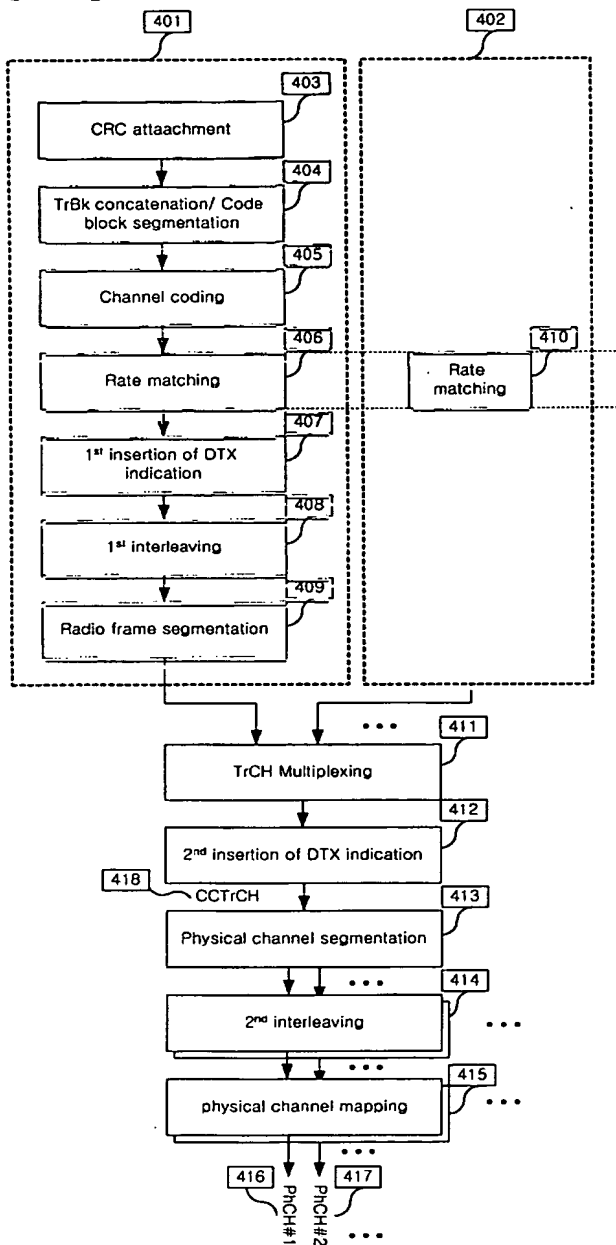 401
402
403
CRC attaachment
404
TrBk concatenation/ Code
block segmentation
405
Channel coding
406
Rate matching
410
Rate
matching
407
1st insertion of DTX
indication
408
1st interleaving
409
Radio frame segmentation
411
TrCH Multiplexing
412
2nd insertion of DTX indication
418
CCTrCH
413
Physical channel segmentation
414
2nd interleaving
415
physical channel mapping
416
PhCH#1
PhCH#2
417